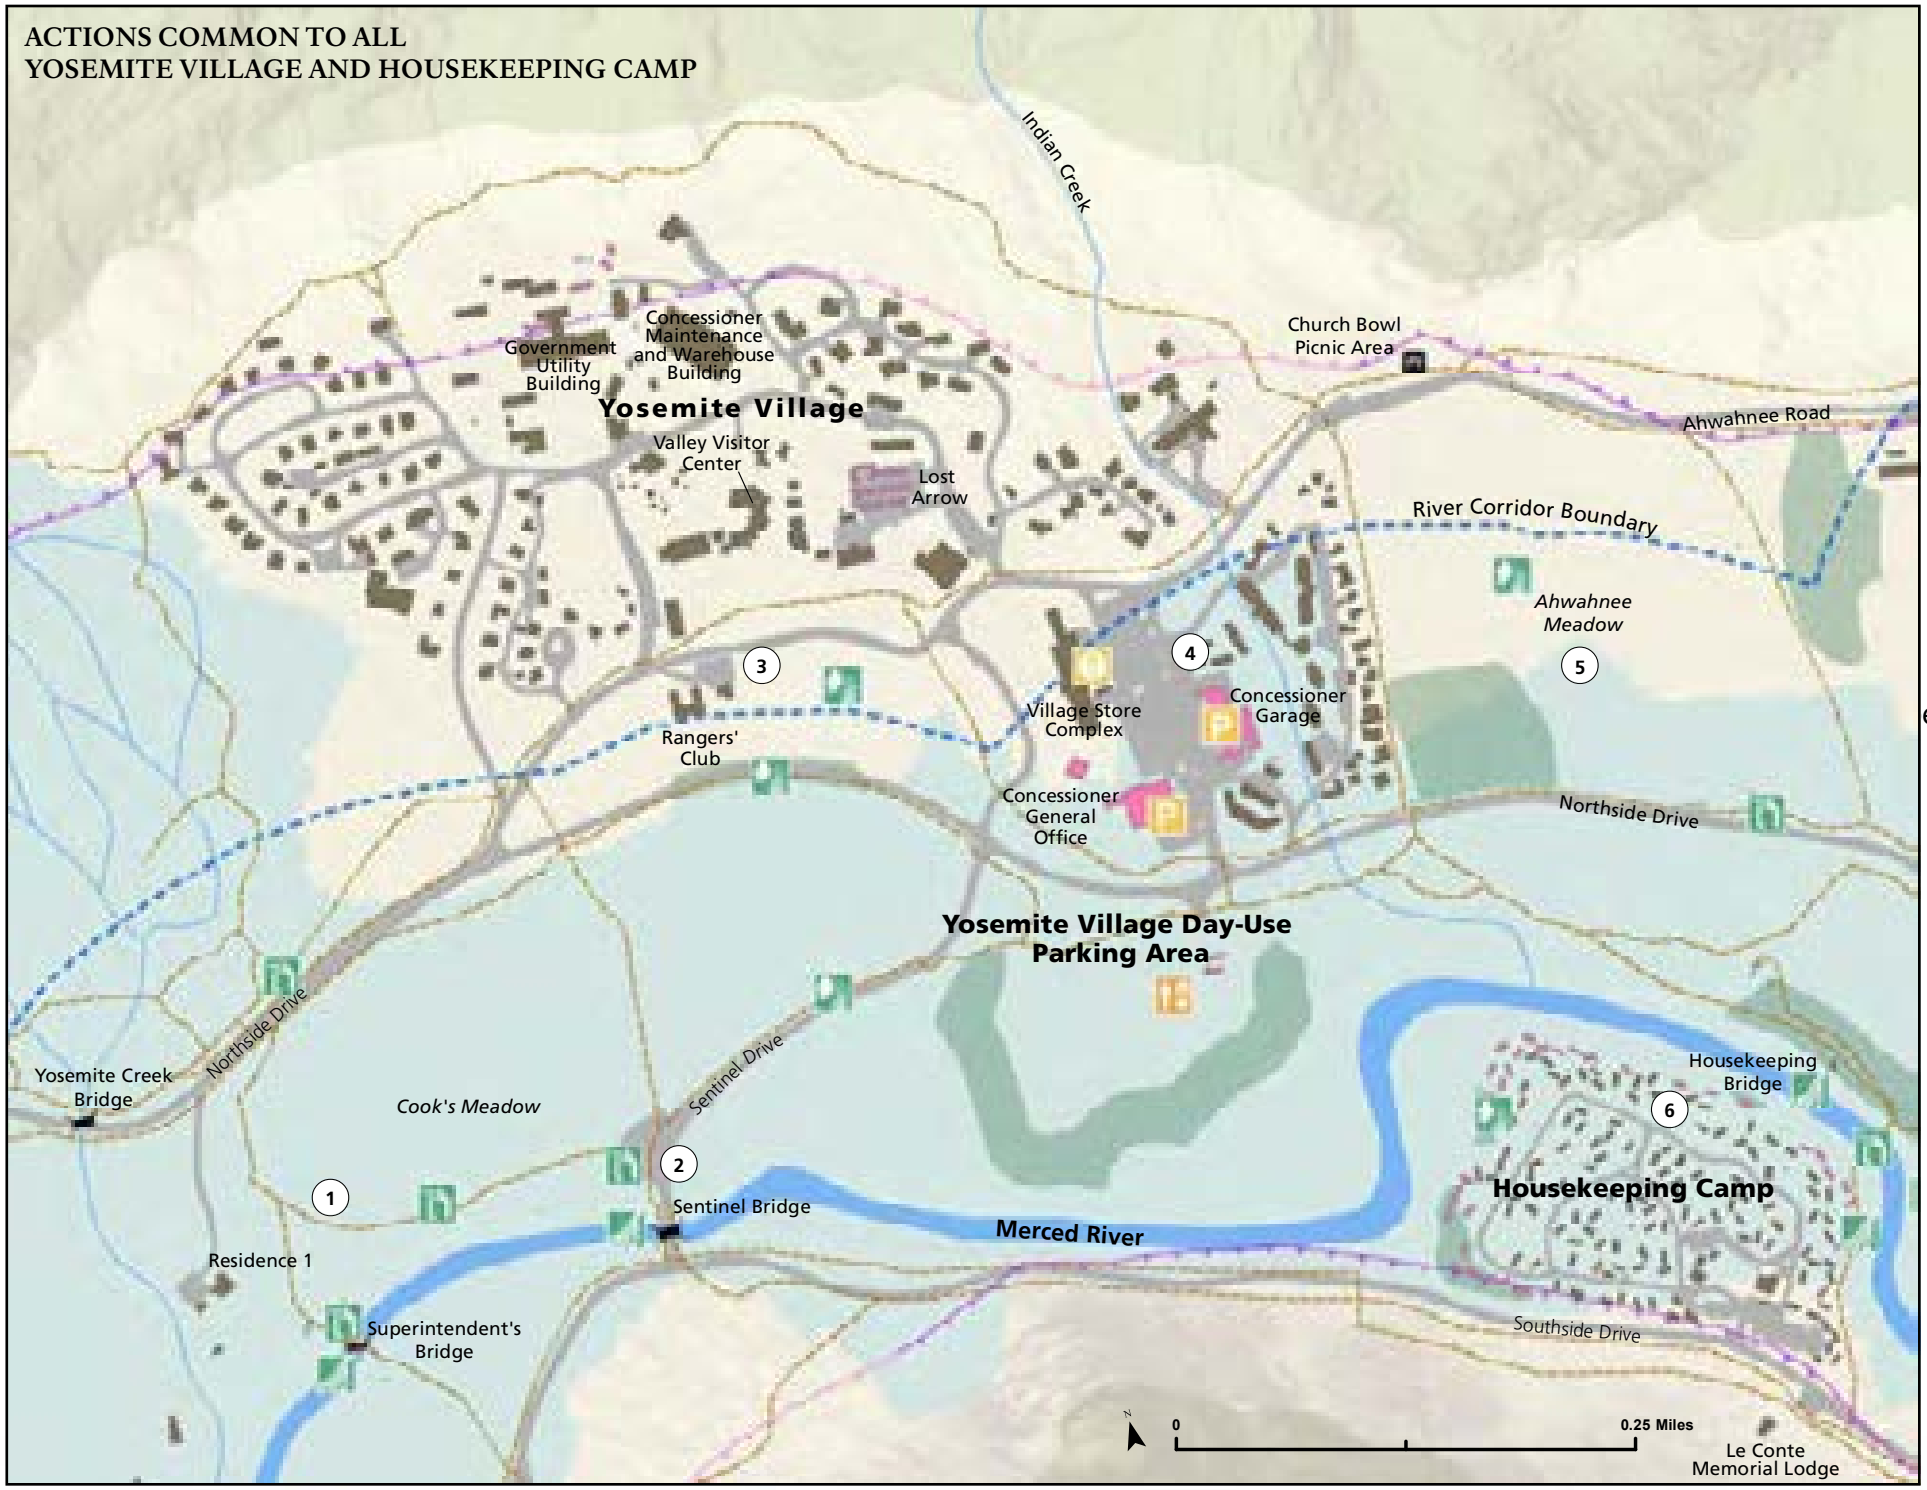 ACTIONS COMMON TO ALL
YOSEMITE VILLAGE AND HOUSEKEEPING CAMP
Indian Creek
Church Bowl
Picnic Area
Ahwahnee Road
Concessioner
Maintenance
and Warehouse
Building
Government
Utility
Building
Yosemite Village
Valley Visitor
Center
Lost
Arrow
River Corridor Boundary
Ahwahnee
Meadow
3
4
5
P
Concessioner
Garage
Village Store
Complex
Rangers'
Club
Concessioner
General
Office
P
Northside Drive
Yosemite Village Day-Use
Parking Area
Northside Drive
Sentinel Drive
Yosemite Creek
Bridge
Cook's Meadow
Housekeeping
Bridge
6
1
2
Housekeeping Camp
Sentinel Bridge
Merced River
Residence 1
Superintendent's
Bridge
Southside Drive
N
0
0.25 Miles
Le Conte
Memorial Lodge